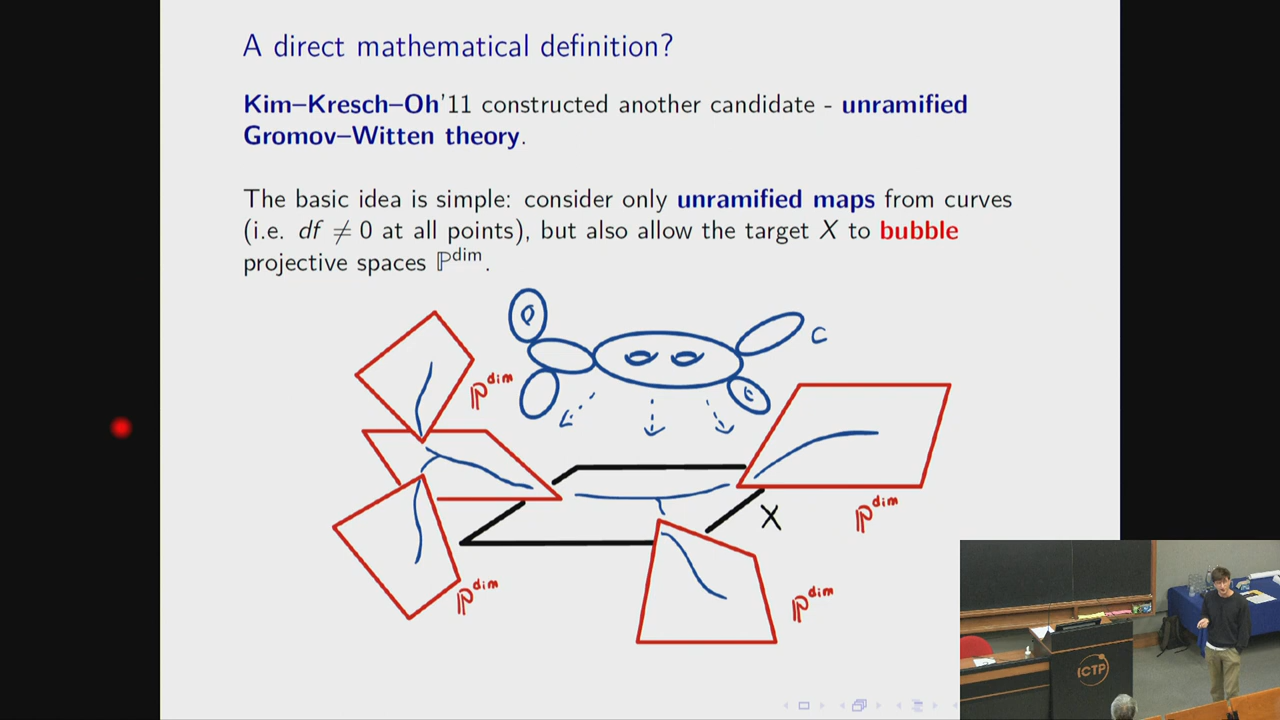 A direct mathematical definition?
Kim–Kresch–Oh'11 constructed another candidate - unramified
Gromov–Witten theory.
The basic idea is simple: consider only unramified maps from curves
(i.e. df ≠ 0 at all points), but also allow the target X to bubble
projective spaces ℙ^dim.
C
ℙ^dim
X
ℙ^dim
ℙ^dim
ℙ^dim
ICTP